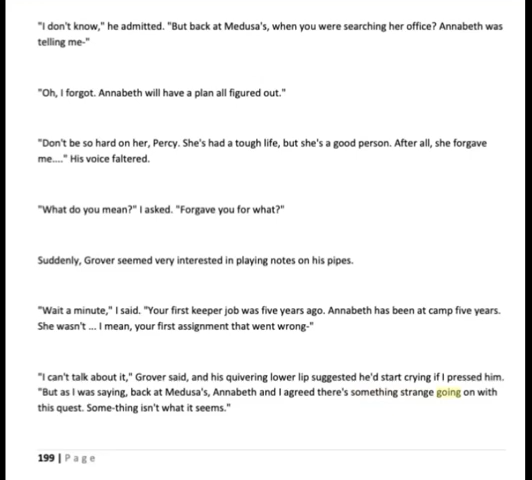 "I don't know," he admitted. "But back at Medusa's, when you were searching her office? Annabeth was
telling me-"
"Oh, I forgot. Annabeth will have a plan all figured out."
"Don't be so hard on her, Percy. She's had a tough life, but she's a good person. After all, she forgave
me...." His voice faltered.
"What do you mean?" I asked. "Forgave you for what?"
Suddenly, Grover seemed very interested in playing notes on his pipes.
"Wait a minute," I said. "Your first keeper job was five years ago. Annabeth has been at camp five years.
She wasn't ... I mean, your first assignment that went wrong-"
"I can't talk about it," Grover said, and his quivering lower lip suggested he'd start crying if I pressed him.
"But as I was saying, back at Medusa's, Annabeth and I agreed there's something strange going on with
this quest. Some-thing isn't what it seems."
199 | Page